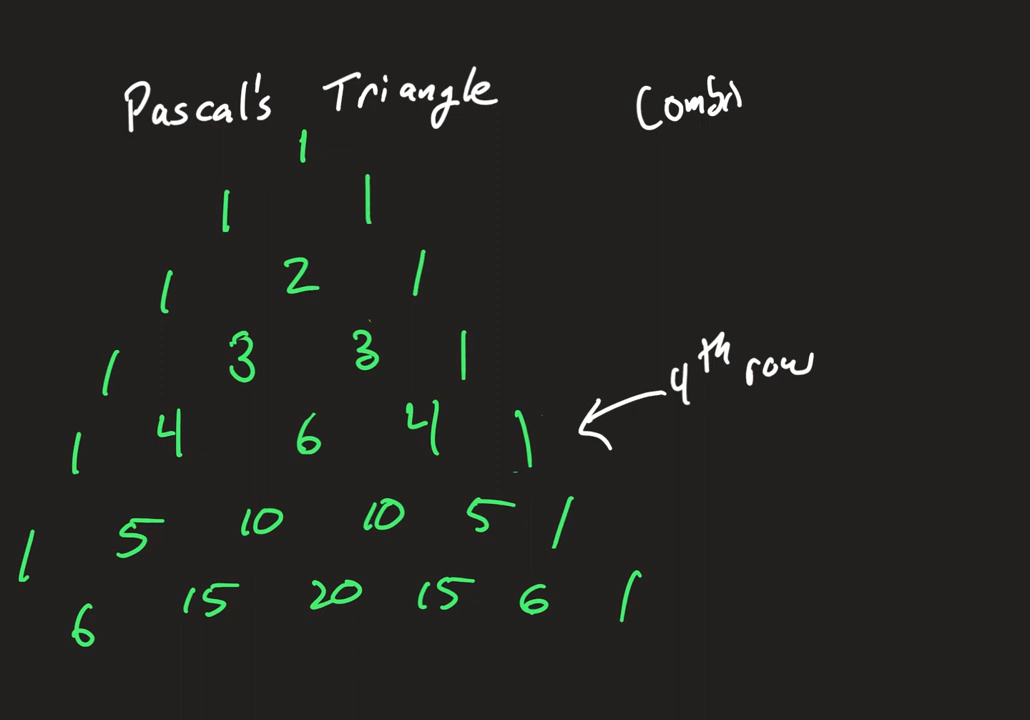 Pascal's Triangle Combi
1
1 1
1 2 1
1 3 3 1
4th row
1 4 6 4 1
1 5 10 10 5 1
6 15 20 15 6 1